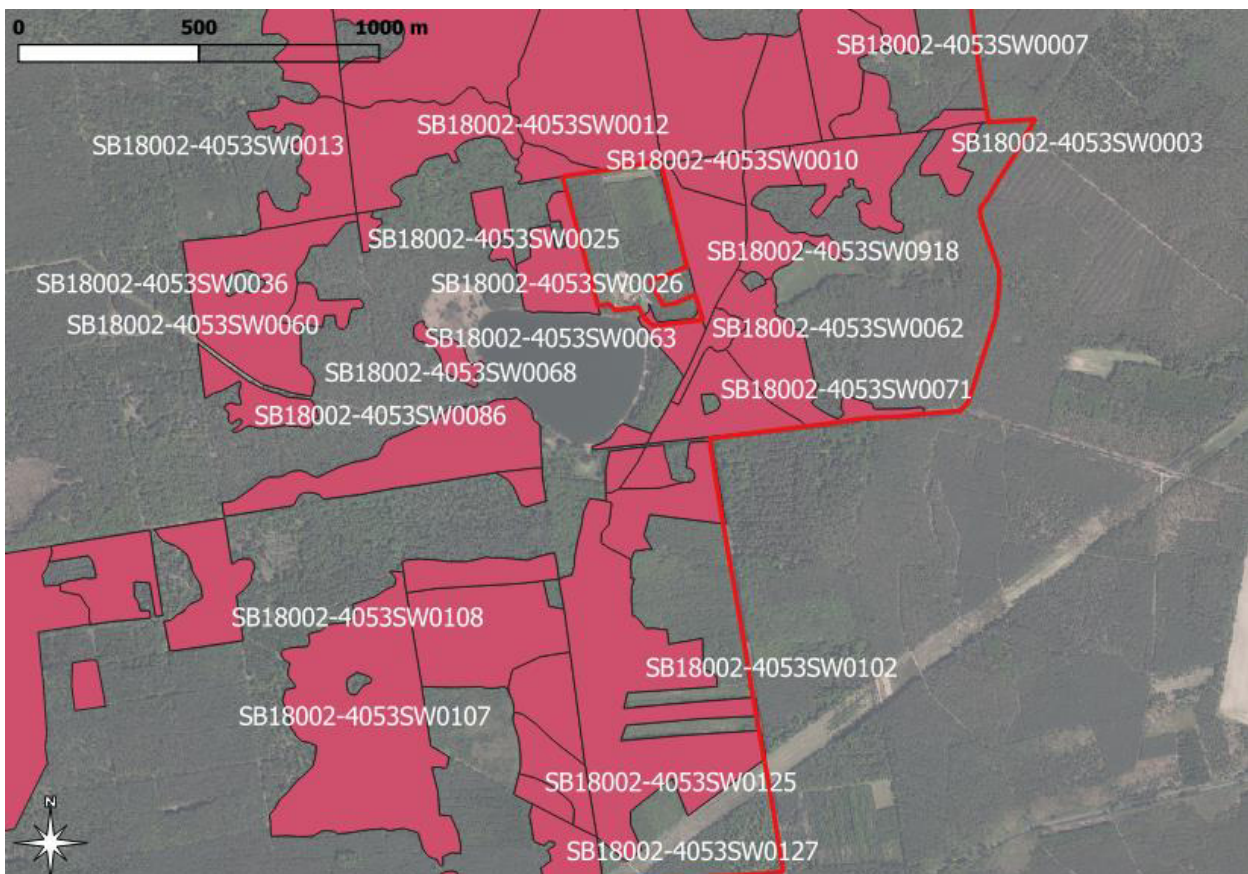 0 500 1000 m
SB18002-4053SW0007
SB18002-4053SW0012
SB18002-4053SW0013
SB18002-4053SW0003
SB18002-4053SW0010
SB18002-4053SW0025
SB18002-4053SW0918
SB18002-4053SW0036
SB18002-4053SW0026
SB18002-4053SW0060
SB18002-4053SW0062
SB18002-4053SW0063
SB18002-4053SW0068
SB18002-4053SW0071
SB18002-4053SW0086
SB18002-4053SW0108
SB18002-4053SW0102
SB18002-4053SW0107
SB18002-4053SW0125
N
SB18002-4053SW0127